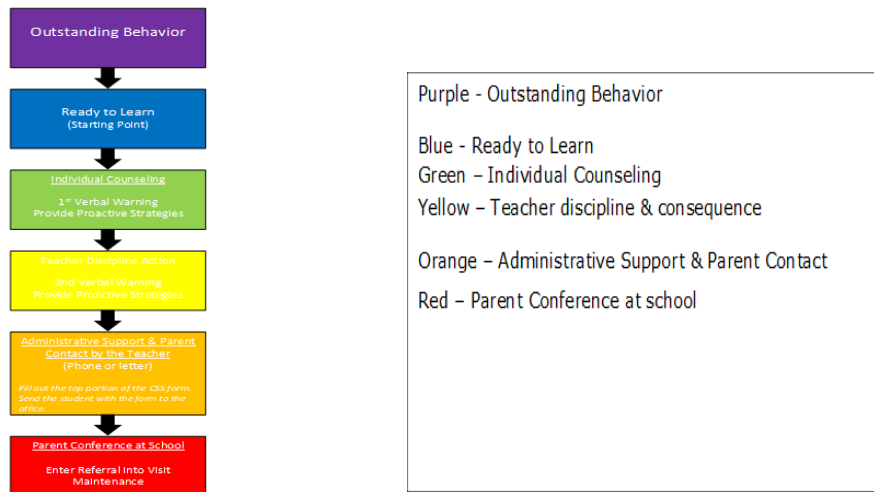 Outstanding Behavior
Ready to Learn
(Starting Point)
Individual Counseling
1st Verbal Warning
Provide Proactive Strategies
Teacher Discipline Action
2nd Verbal Warning
Provide Proactive Strategies
Administrative Support & Parent
Contact by the Teacher
(Phone or letter)
Fill out the top portion of the CSS form.
Send the student with the form to the
office.
Parent Conference at School
Enter Referral into Visit
Maintenance
Purple - Outstanding Behavior
Blue - Ready to Learn
Green – Individual Counseling
Yellow – Teacher discipline & consequence
Orange – Administrative Support & Parent Contact
Red – Parent Conference at school